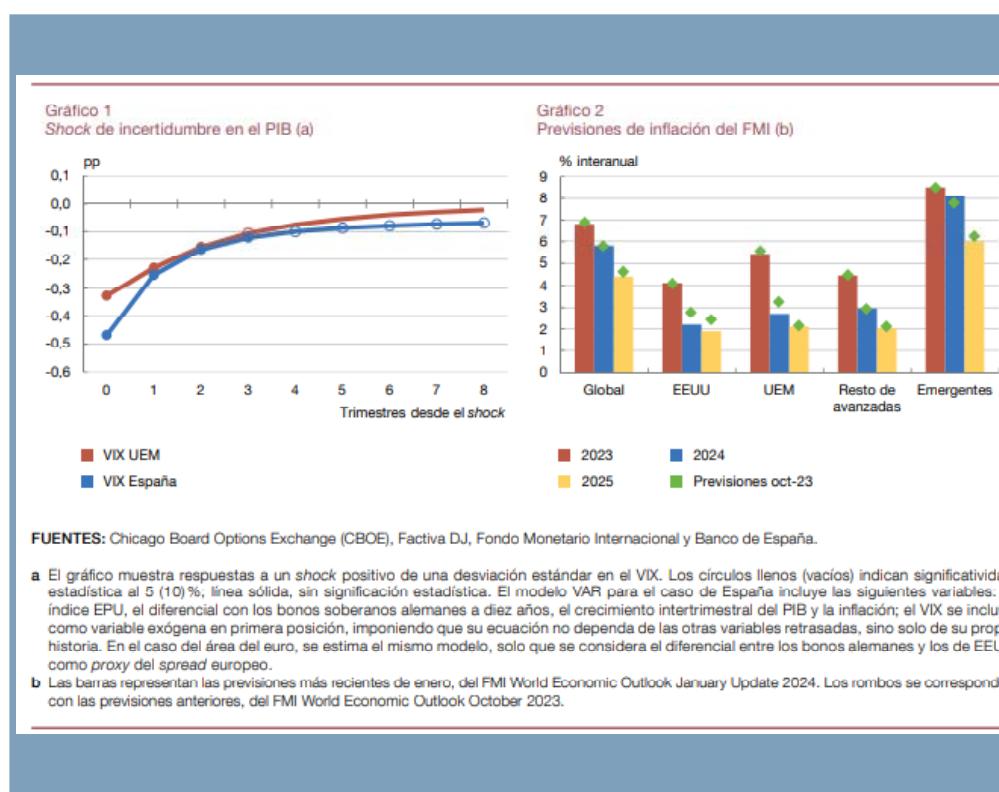 Gráfico 1
Shock de incertidumbre en el PIB (a)
pp
0,1
0,0
-0,1
-0,2
-0,3
-0,4
-0,5
-0,6
0 1 2 3 4 5 6 7 8
Trimestres desde el shock
VIX UEM
VIX España
Gráfico 2
Previsiones de inflación del FMI (b)
% interanual
9
8
7
6
5
4
3
2
1
0
Global EEUU UEM Resto de avanzadas Emergentes
2023 2024
2025 Previsiones oct-23
FUENTES: Chicago Board Options Exchange (CBOE), Factiva DJ, Fondo Monetario Internacional y Banco de España.
a El gráfico muestra respuestas a un shock positivo de una desviación estándar en el VIX. Los círculos llenos (vacíos) indican significativida
estadística al 5 (10) %; línea sólida, sin significación estadística. El modelo VAR para el caso de España incluye las siguientes variables:
índice EPU, el diferencial con los bonos soberanos alemanes a diez años, el crecimiento intertrimestral del PIB y la inflación; el VIX se inclu
como variable exógena en primera posición, imponiendo que su ecuación no dependa de las otras variables retrasadas, sino solo de su prop
historia. En el caso del área del euro, se estima el mismo modelo, solo que se considera el diferencial entre los bonos alemanes y los de EEU
como proxy del spread europeo.
b Las barras representan las previsiones más recientes de enero, del FMI World Economic Outlook January Update 2024. Los rombos se correspond
con las previsiones anteriores, del FMI World Economic Outlook October 2023.